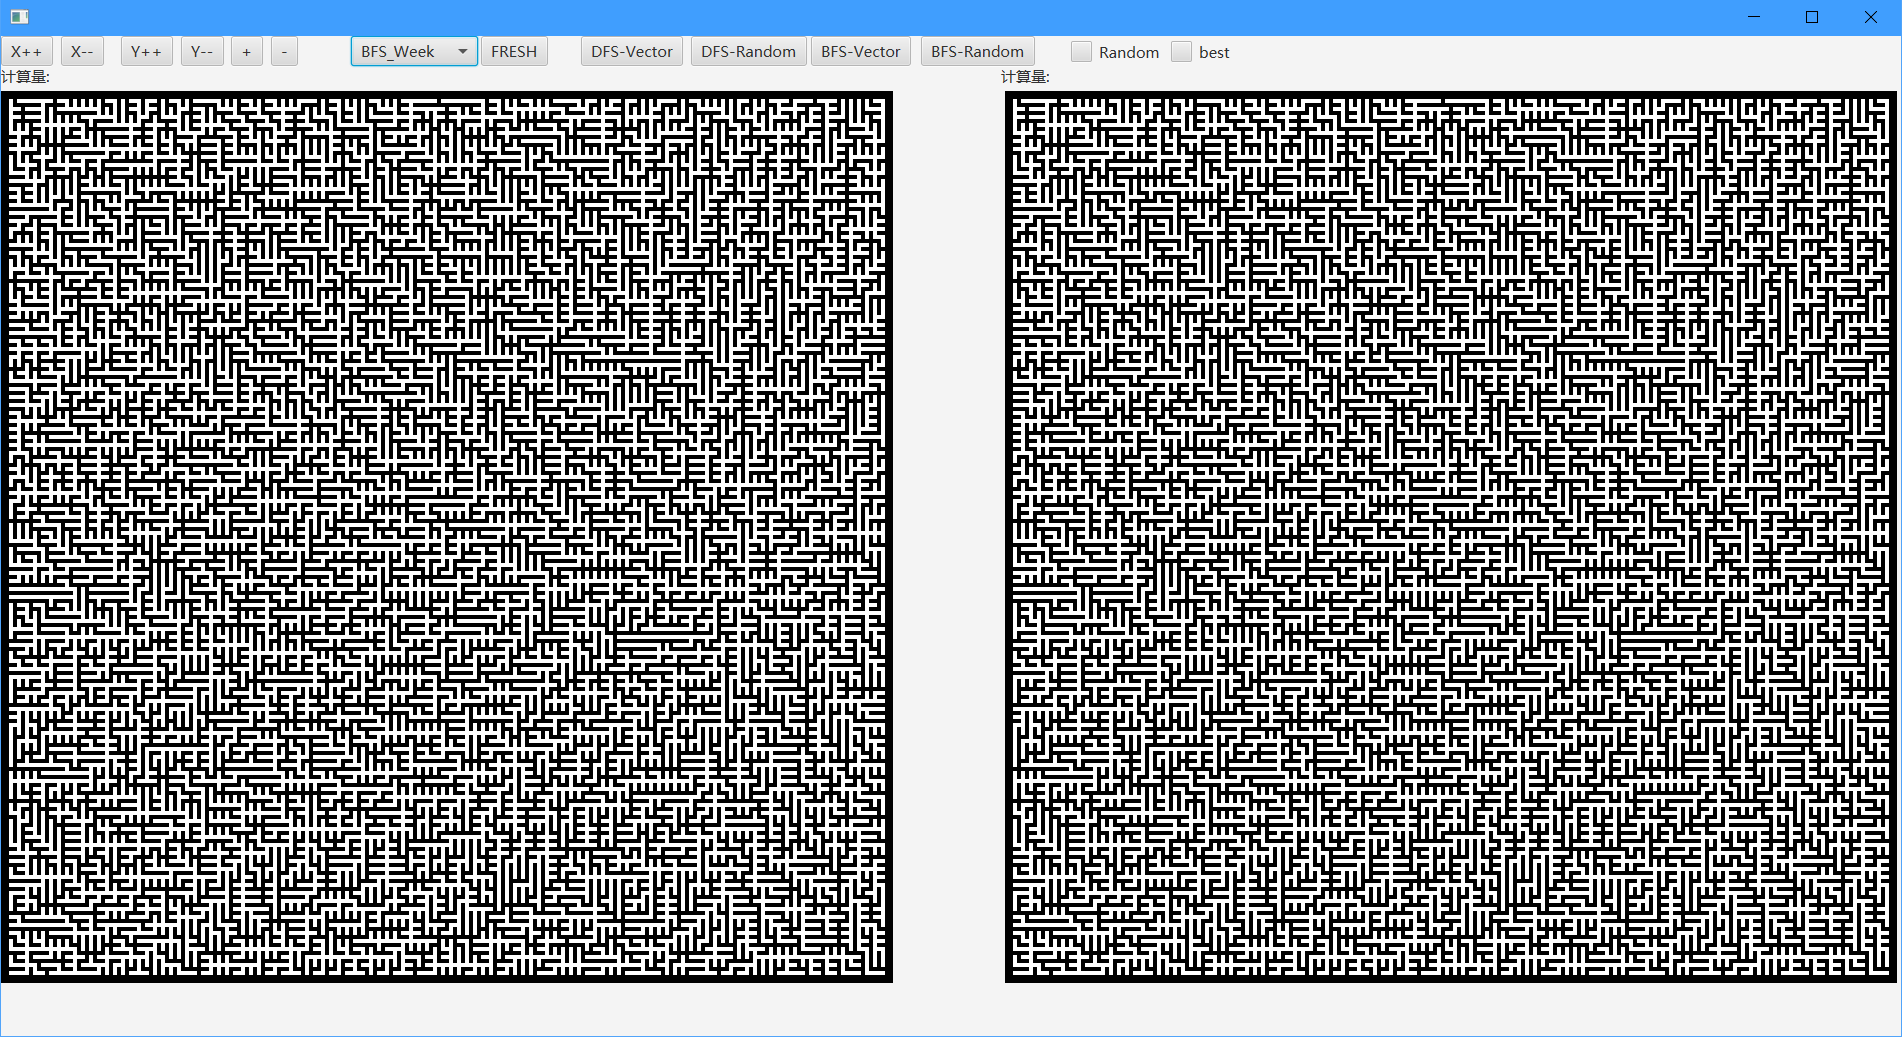 X++ X-- Y++ Y-- + - BFS_Week FRESH DFS-Vector DFS-Random BFS-Vector BFS-Random Random best
计算量: 计算量: